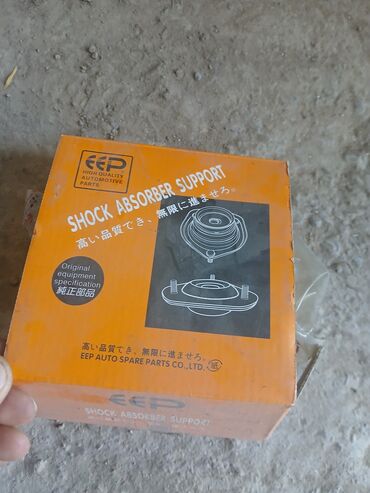 EEP
HIGH QUALITY
AUTOMOTIVE
PARTS
SHOCK ABSORBER SUPPORT
高い品質でき、無限に進ませろ。
Original
equipment
specification
純正部品
高い品質でき、無限に進ませろ。
EEP AUTO SPARE PARTS CO.,LTD.
EEP
SHOCK ABSORBER SUPPORT